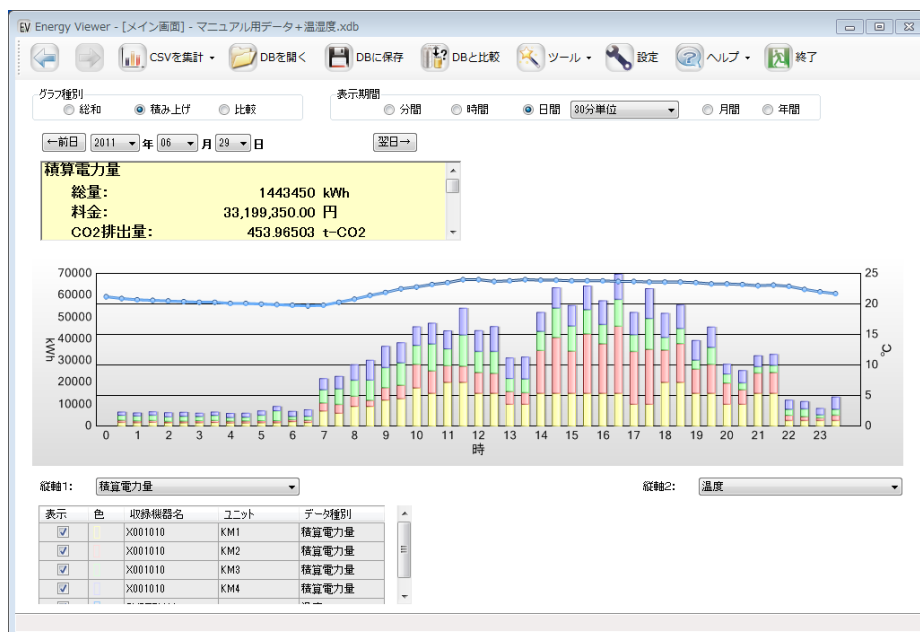 EV Energy Viewer - [メイン画面] - マニュアル用データ+温湿度.xdb
CSVを集計 DBを開く DBに保存 DBと比較 ツール 設定 ヘルプ 終了
グラフ種別 表示期間
総和 積み上げ 比較 分間 時間 日間 30分単位 月間 年間
←前日 2011 年 06 月 29 日 翌日→
積算電力量
総量: 1443450 kWh
料金: 33,199,350.00 円
CO2排出量: 453.96503 t-CO2
70000 25
60000 20
50000
40000 15
kWh ℃
30000 10
20000
10000 5
0 0
0 1 2 3 4 5 6 7 8 9 10 11 12 13 14 15 16 17 18 19 20 21 22 23
時
縦軸1: 積算電力量 縦軸2: 温度
表示 色 収録機器名 ユニット データ種別
X001010 KM1 積算電力量
X001010 KM2 積算電力量
X001010 KM3 積算電力量
X001010 KM4 積算電力量